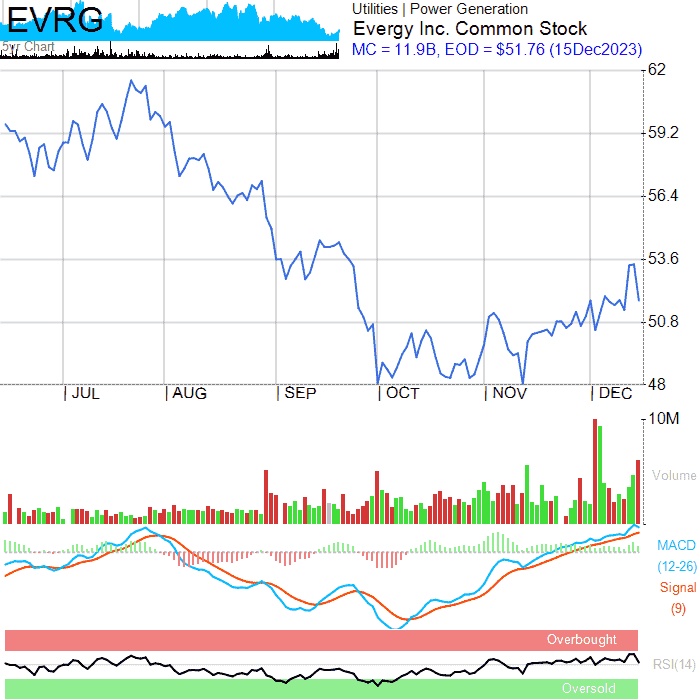 EVRG
5yr Chart
Utilities | Power Generation
Evergy Inc. Common Stock
MC = 11.9B, EOD = $51.76 (15Dec2023)
62
59.2
56.4
53.6
50.8
48
JUL AUG SEP OCT NOV DEC
10M
Volume
MACD
(12-26)
Signal
(9)
Overbought
RSI(14)
Oversold